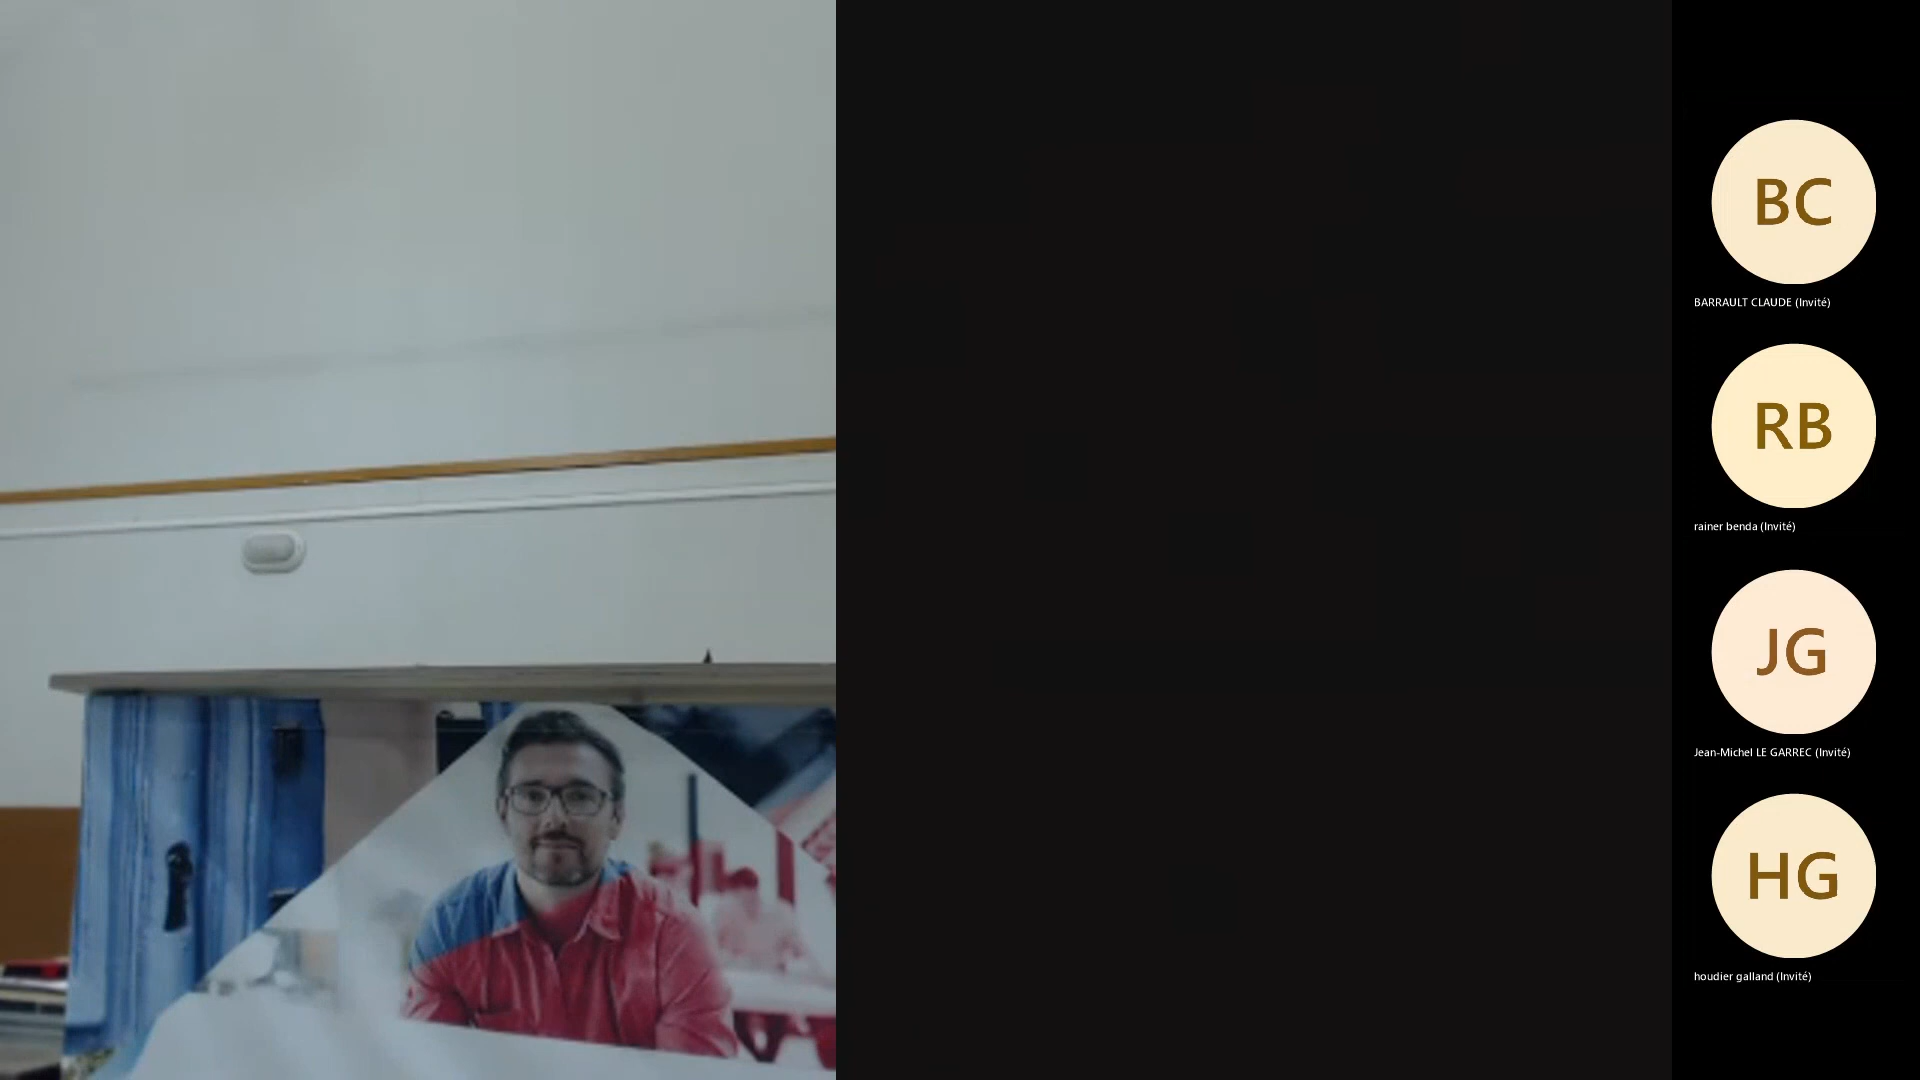 BC
BARRAULT CLAUDE (Invité)
RB
rainer benda (Invité)
JG
Jean-Michel LE GARREC (Invité)
HG
houdier galland (Invité)